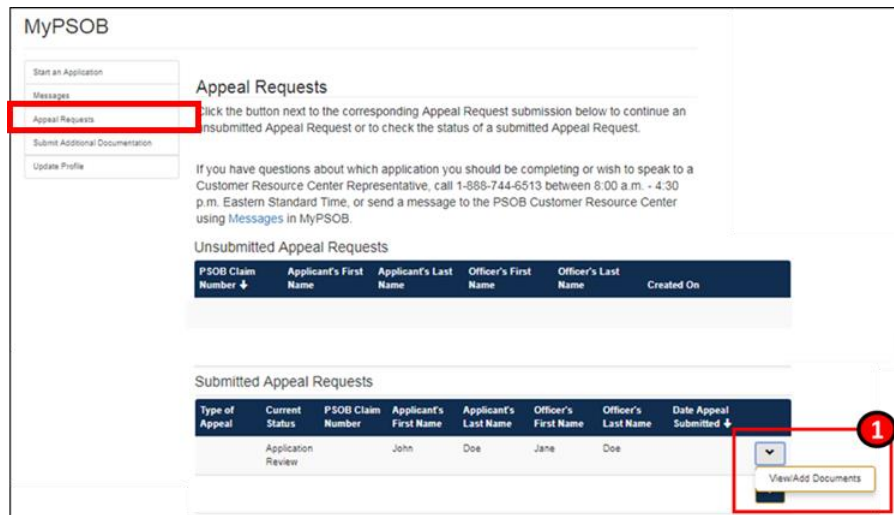 MyPSOB
Start an Application
Messages
Appeal Requests
Submit Additional Documentation
Update Profile
Appeal Requests
Click the button next to the corresponding Appeal Request submission below to continue an
unsubmitted Appeal Request or to check the status of a submitted Appeal Request.
If you have questions about which application you should be completing or wish to speak to a
Customer Resource Center Representative, call 1-888-744-6513 between 8:00 a.m. - 4:30
p.m. Eastern Standard Time, or send a message to the PSOB Customer Resource Center
using Messages in MyPSOB.
Unsubmitted Appeal Requests
PSOB Claim Applicant's First Applicant's Last Officer's First Officer's Last
Number Name Name Name Name Created On
Submitted Appeal Requests
Type of Current PSOB Claim Applicant's Applicant's Officer's Officer's Date Appeal
Appeal Status Number First Name Last Name First Name Last Name Submitted
1
Application John Doe Jane Doe
Review
View/Add Documents